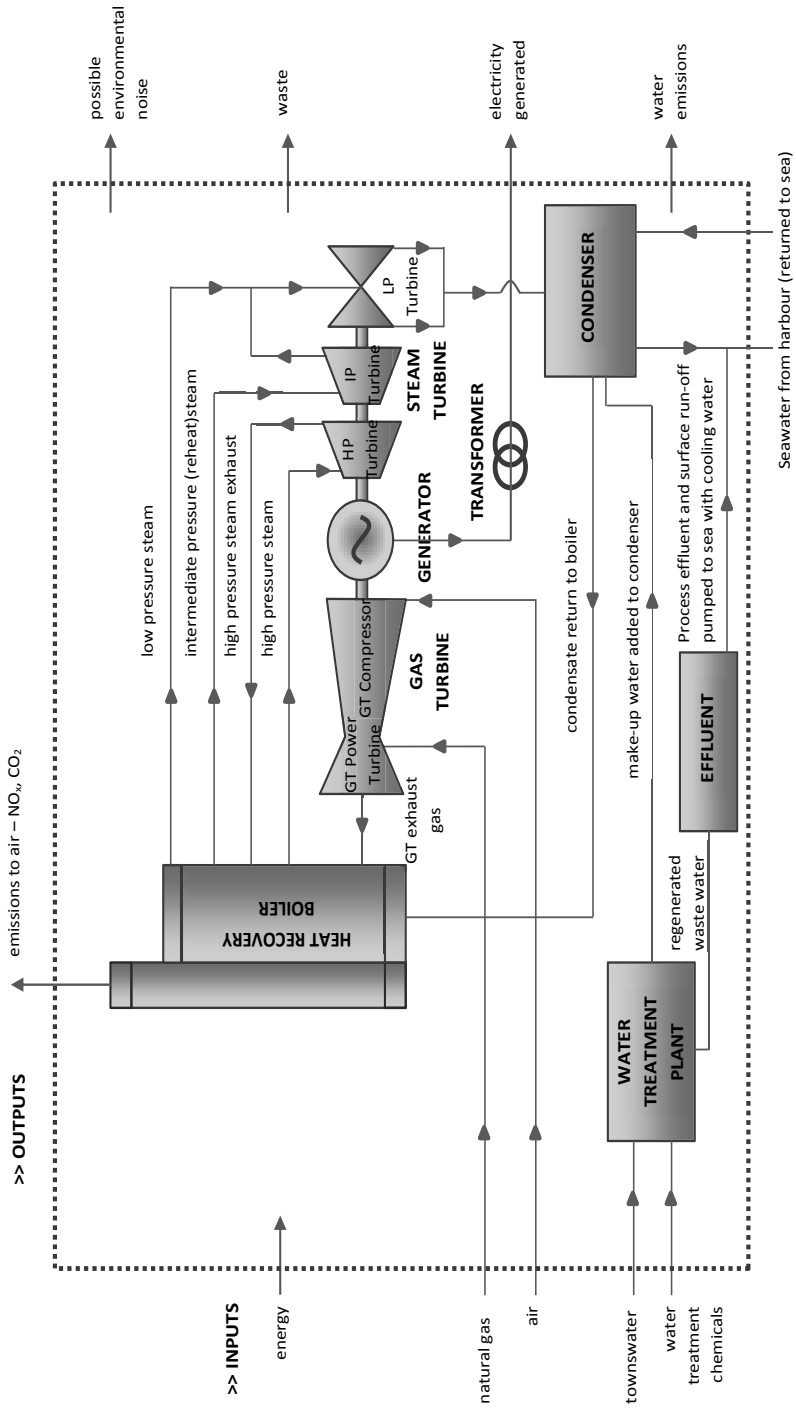 >> OUTPUTS
emissions to air – NOₓ, CO₂
possible
environmental
noise
waste
electricity
generated
water
emissions
>> INPUTS
energy
natural gas
air
townswater
water
treatment
chemicals
HEAT RECOVERY
BOILER
low pressure steam
intermediate pressure (reheat)steam
high pressure steam exhaust
high pressure steam
GT exhaust
gas
GT Power
Turbine
GT Compressor
GAS
TURBINE
GENERATOR
HP
Turbine
IP
Turbine
LP
Turbine
STEAM
TURBINE
TRANSFORMER
CONDENSER
condensate return to boiler
make-up water added to condenser
WATER
TREATMENT
PLANT
regenerated
waste water
EFFLUENT
Process effluent and surface run-off
pumped to sea with cooling water
Seawater from harbour (returned to sea)